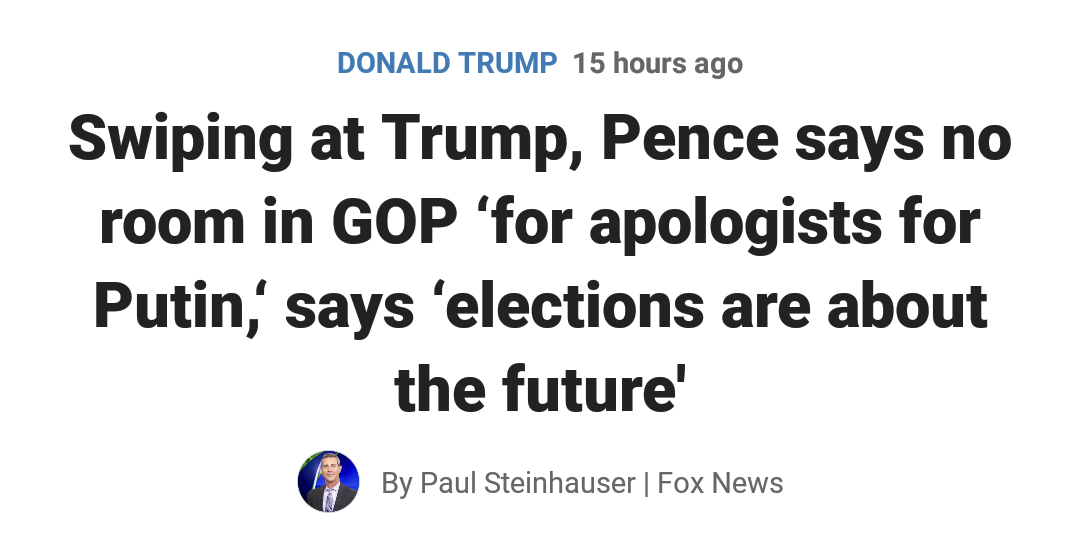 DONALD TRUMP 15 hours ago
Swiping at Trump, Pence says no
room in GOP ‘for apologists for
Putin,‘ says ‘elections are about
the future'
By Paul Steinhauser | Fox News